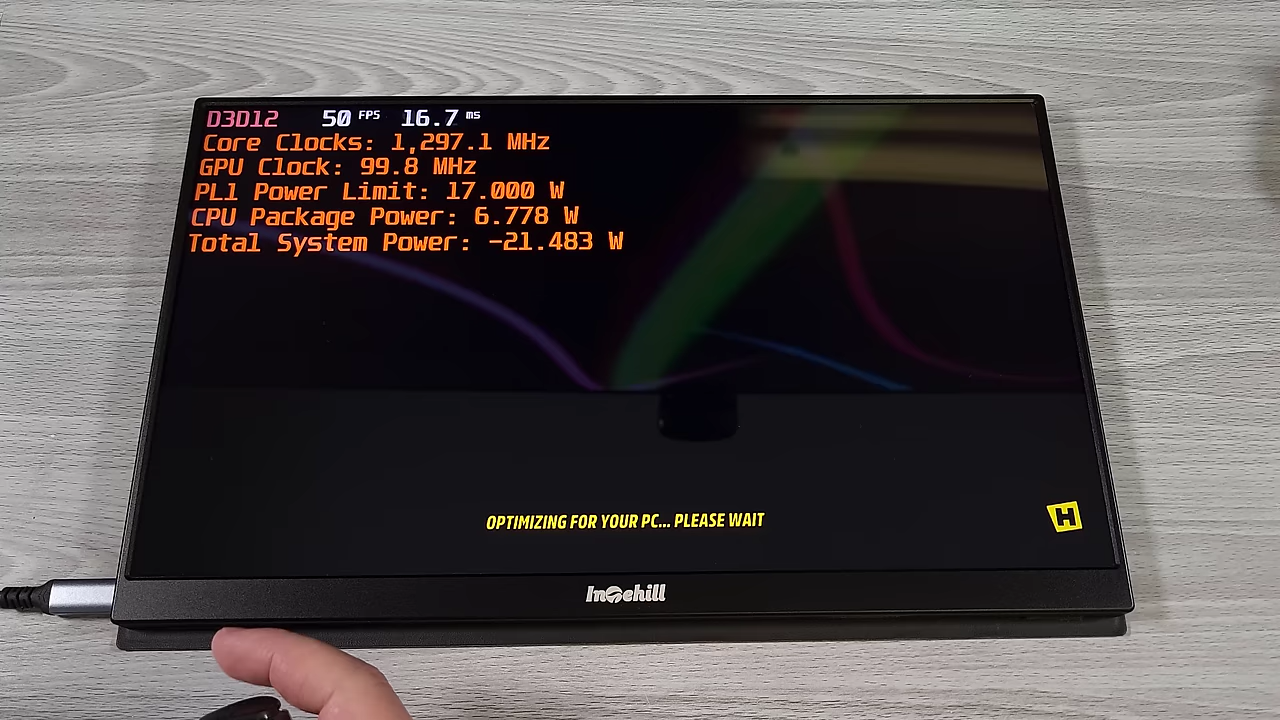 D3D12 50 FPS 16.7 ms
Core Clocks: 1,297.1 MHz
GPU Clock: 99.8 MHz
PL1 Power Limit: 17.000 W
CPU Package Power: 6.778 W
Total System Power: -21.483 W
OPTIMIZING FOR YOUR PC... PLEASE WAIT
H
Intehill